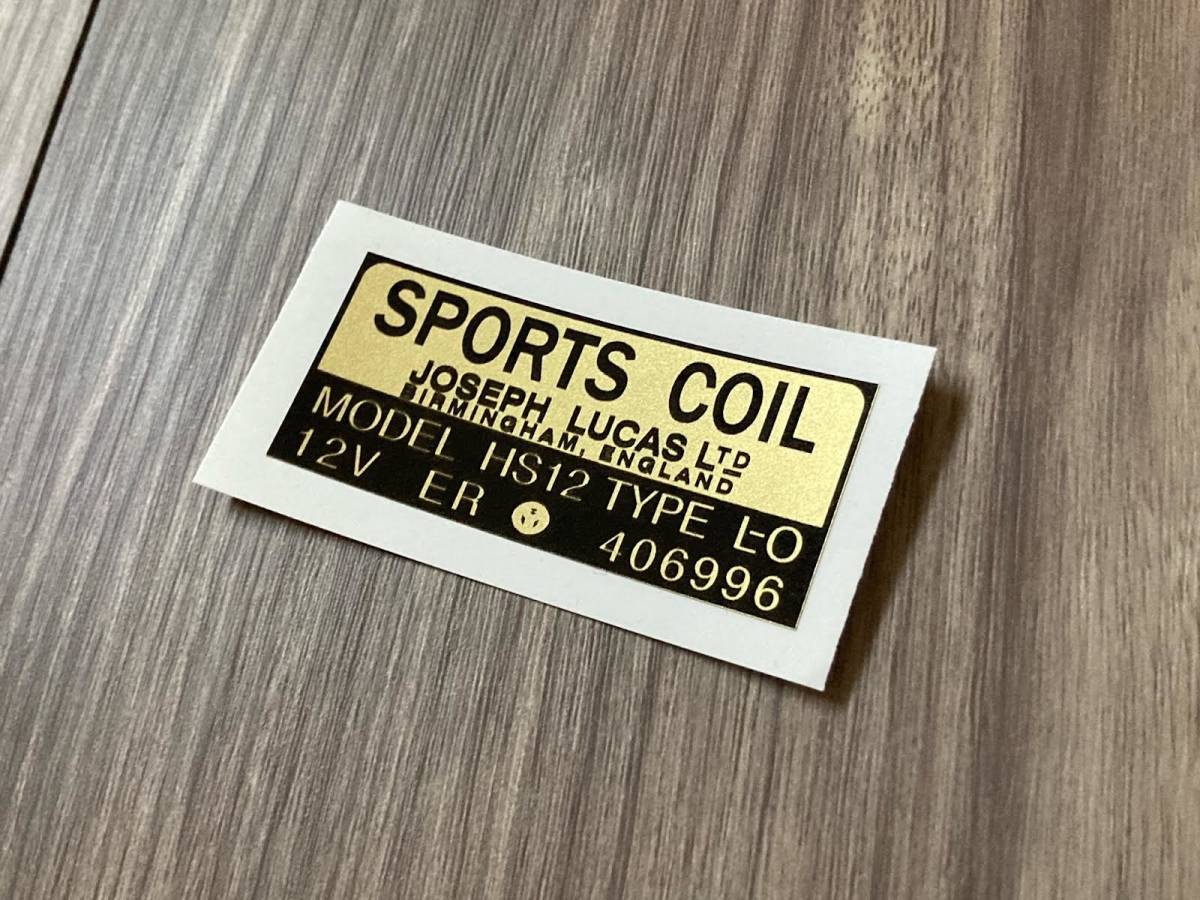 SPORTS COIL
JOSEPH LUCAS LTD
BIRMINGHAM, ENGLAND
MODEL HS12 TYPE L-O
12V ER 406996